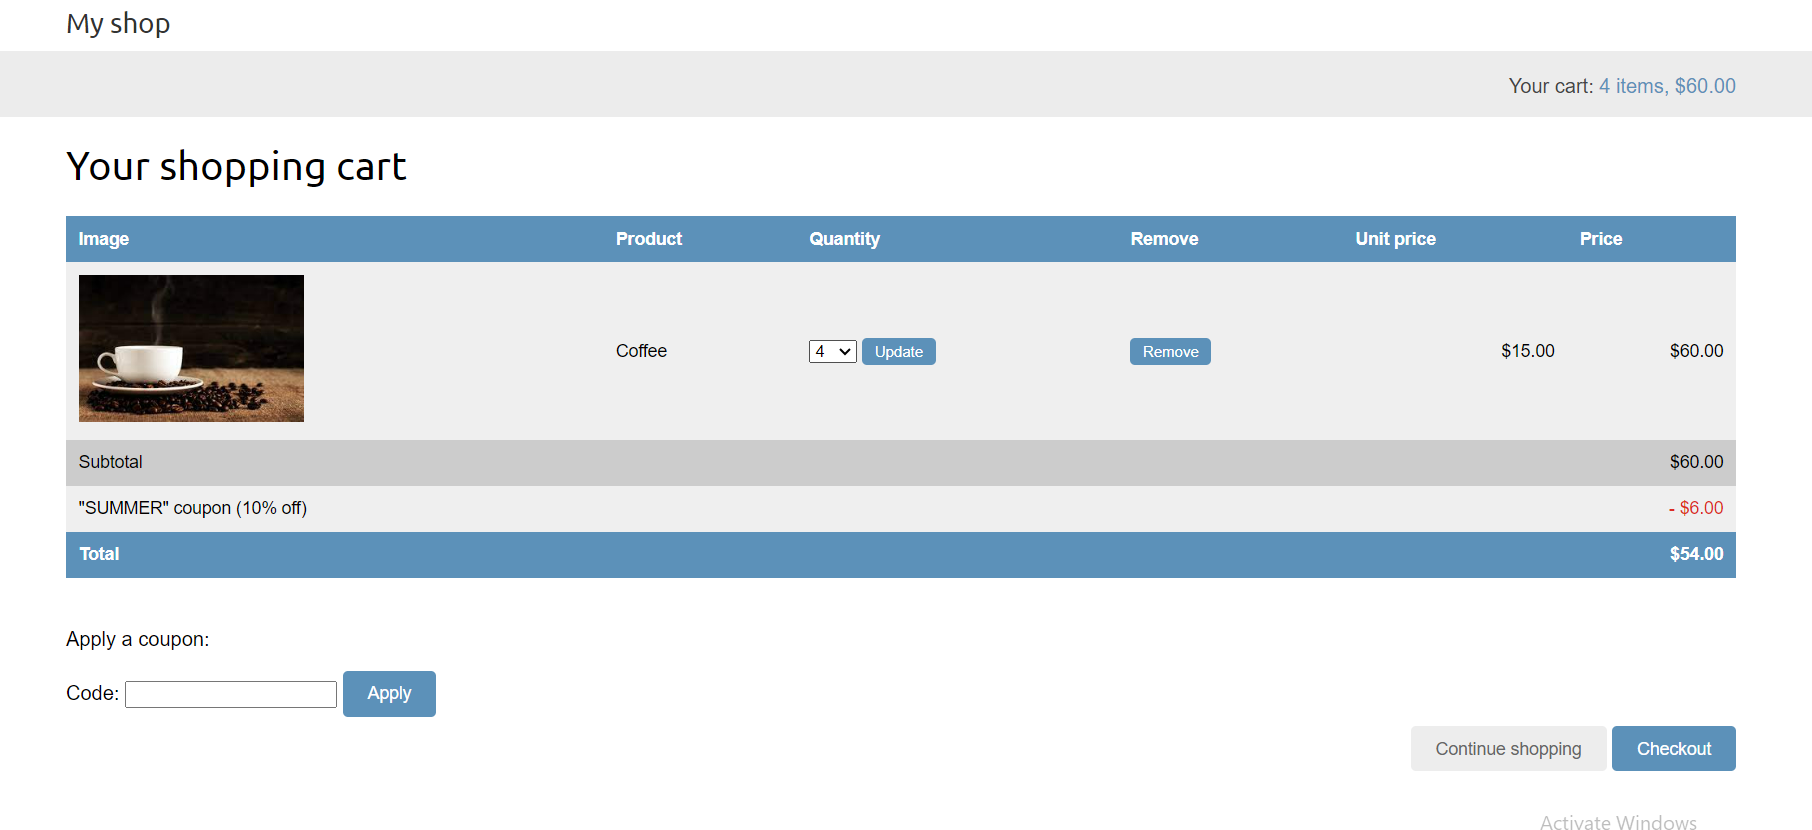 My shop
Your cart: 4 items, $60.00
Your shopping cart
Image Product Quantity Remove Unit price Price
Coffee 4 Update Remove $15.00 $60.00
Subtotal $60.00
"SUMMER" coupon (10% off) - $6.00
Total $54.00
Apply a coupon:
Code: Apply
Continue shopping Checkout
Activate Windows